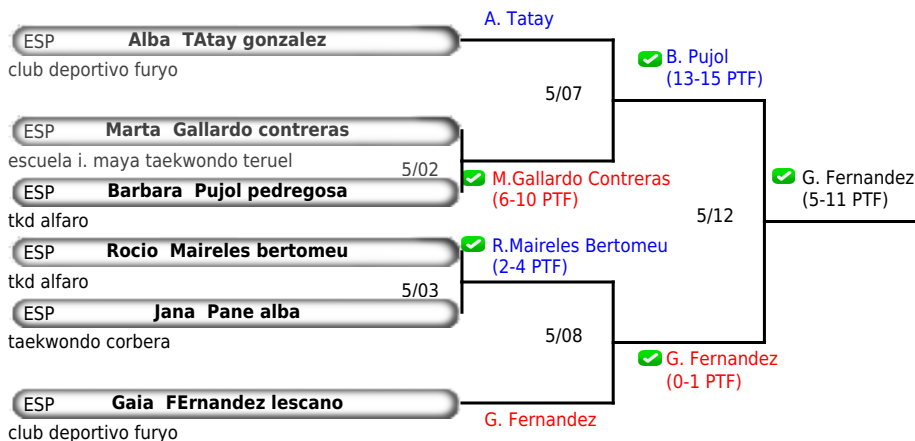 A. Tatay
ESP Alba TAtay gonzalez
club deportivo furyo
B. Pujol
(13-15 PTF)
5/07
ESP Marta Gallardo contreras
escuela i. maya taekwondo teruel
5/02
M.Gallardo Contreras
(6-10 PTF)
G. Fernandez
(5-11 PTF)
ESP Barbara Pujol pedregosa
tkd alfaro
5/12
ESP Rocio Maireles bertomeu
R.Maireles Bertomeu
(2-4 PTF)
tkd alfaro
5/03
ESP Jana Pane alba
taekwondo corbera
5/08
G. Fernandez
(0-1 PTF)
ESP Gaia FErnandez lescano
G. Fernandez
club deportivo furyo